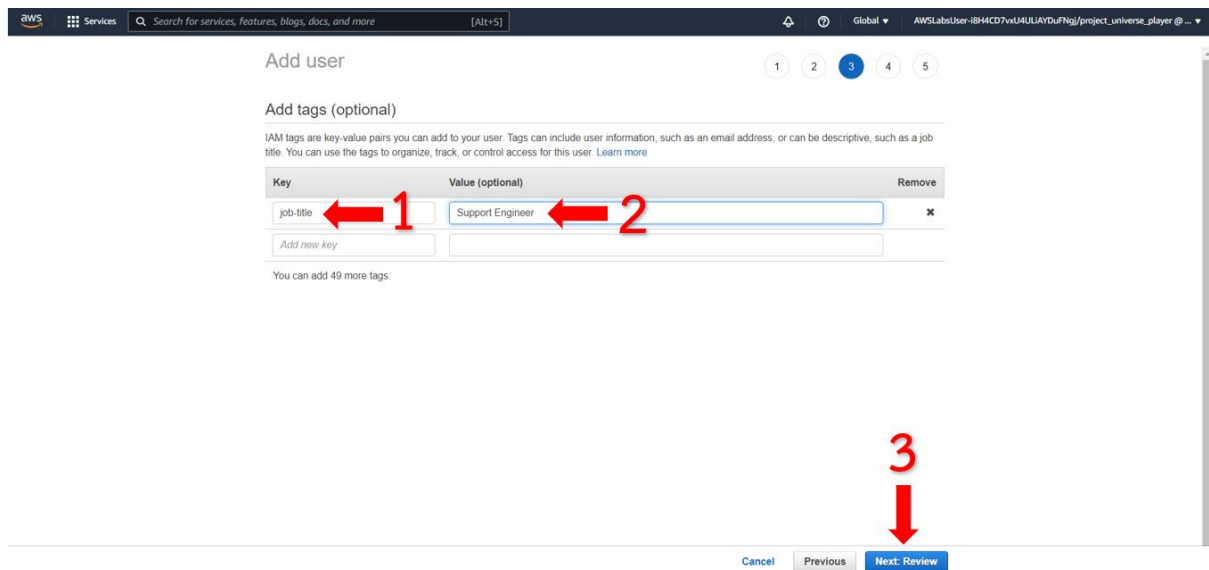 aws Services Search for services, features, blogs, docs, and more [Alt+S] Global AWSLabsUser-i8H4CD7vxU4ULiAYDuFNgj/project_universe_player @ ...
Add user
1 2 3 4 5
Add tags (optional)
IAM tags are key-value pairs you can add to your user. Tags can include user information, such as an email address, or can be descriptive, such as a job
title. You can use the tags to organize, track, or control access for this user. Learn more
Key Value (optional) Remove
job-title 1 Support Engineer 2
Add new key
You can add 49 more tags.
3
Cancel Previous Next: Review